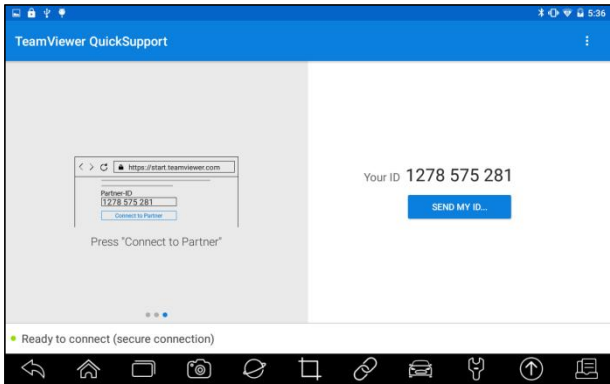 5:36
TeamViewer QuickSupport
https://start.teamviewer.com
Partner-ID
1278 575 281
Connect to Partner
Press "Connect to Partner"
Your ID 1278 575 281
SEND MY ID...
Ready to connect (secure connection)